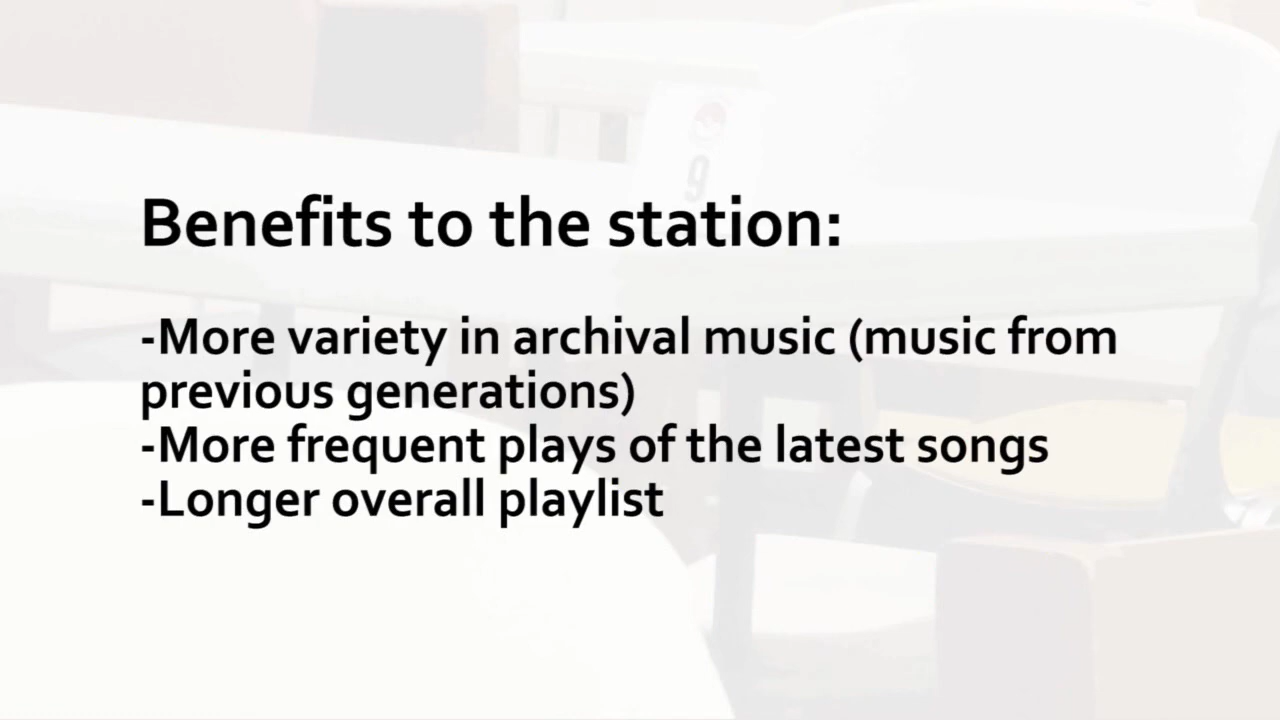 9
Benefits to the station:
-More variety in archival music (music from
previous generations)
-More frequent plays of the latest songs
-Longer overall playlist